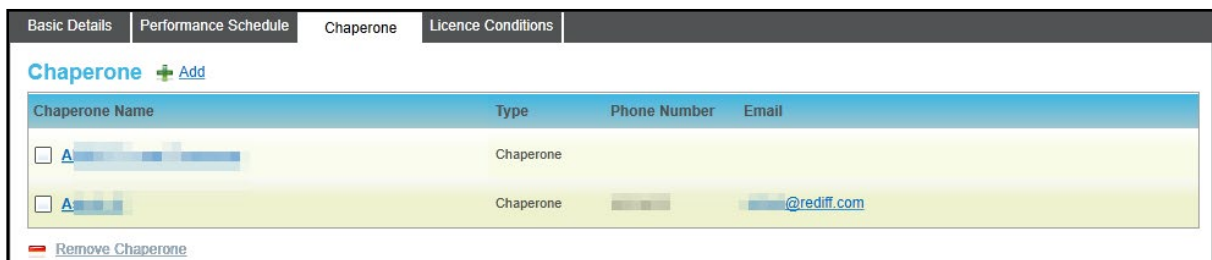 Basic Details Performance Schedule Chaperone Licence Conditions
Chaperone Add
Chaperone Name Type Phone Number Email
Chaperone
Chaperone @rediff.com
Remove Chaperone